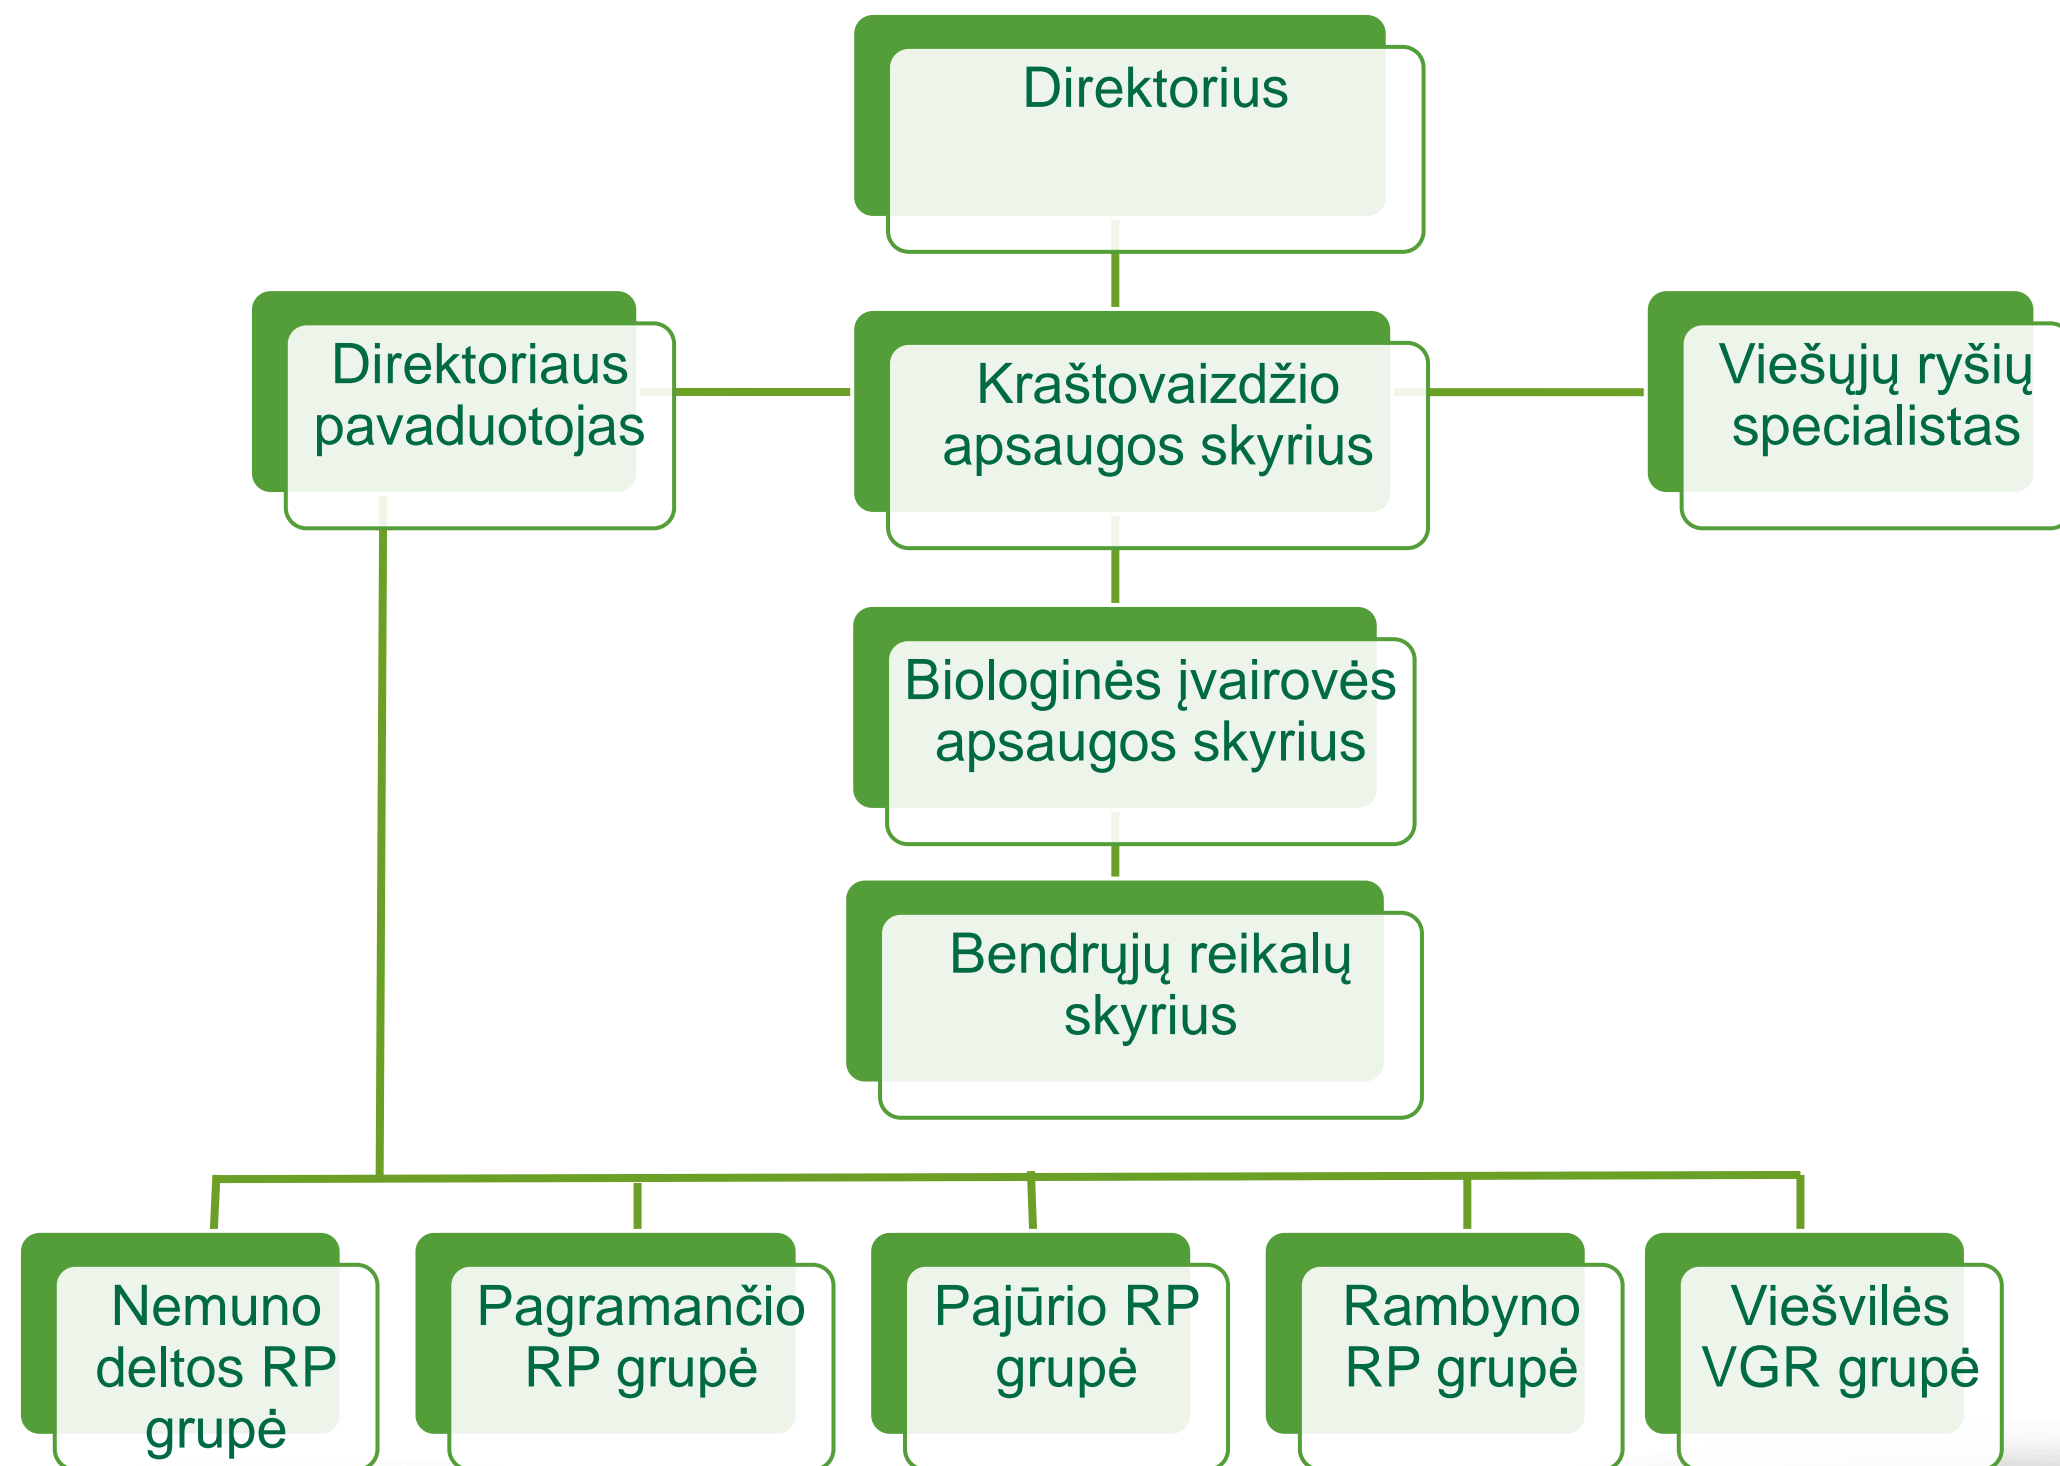 Direktorius
Direktoriaus
pavaduotojas
Kraštovaizdžio
apsaugos skyrius
Viešųjų ryšių
specialistas
Biologinės įvairovės
apsaugos skyrius
Bendrųjų reikalų
skyrius
Nemuno
deltos RP
grupė
Pagramančio
RP grupė
Pajūrio RP
grupė
Rambyno
RP grupė
Viešvilės
VGR grupė